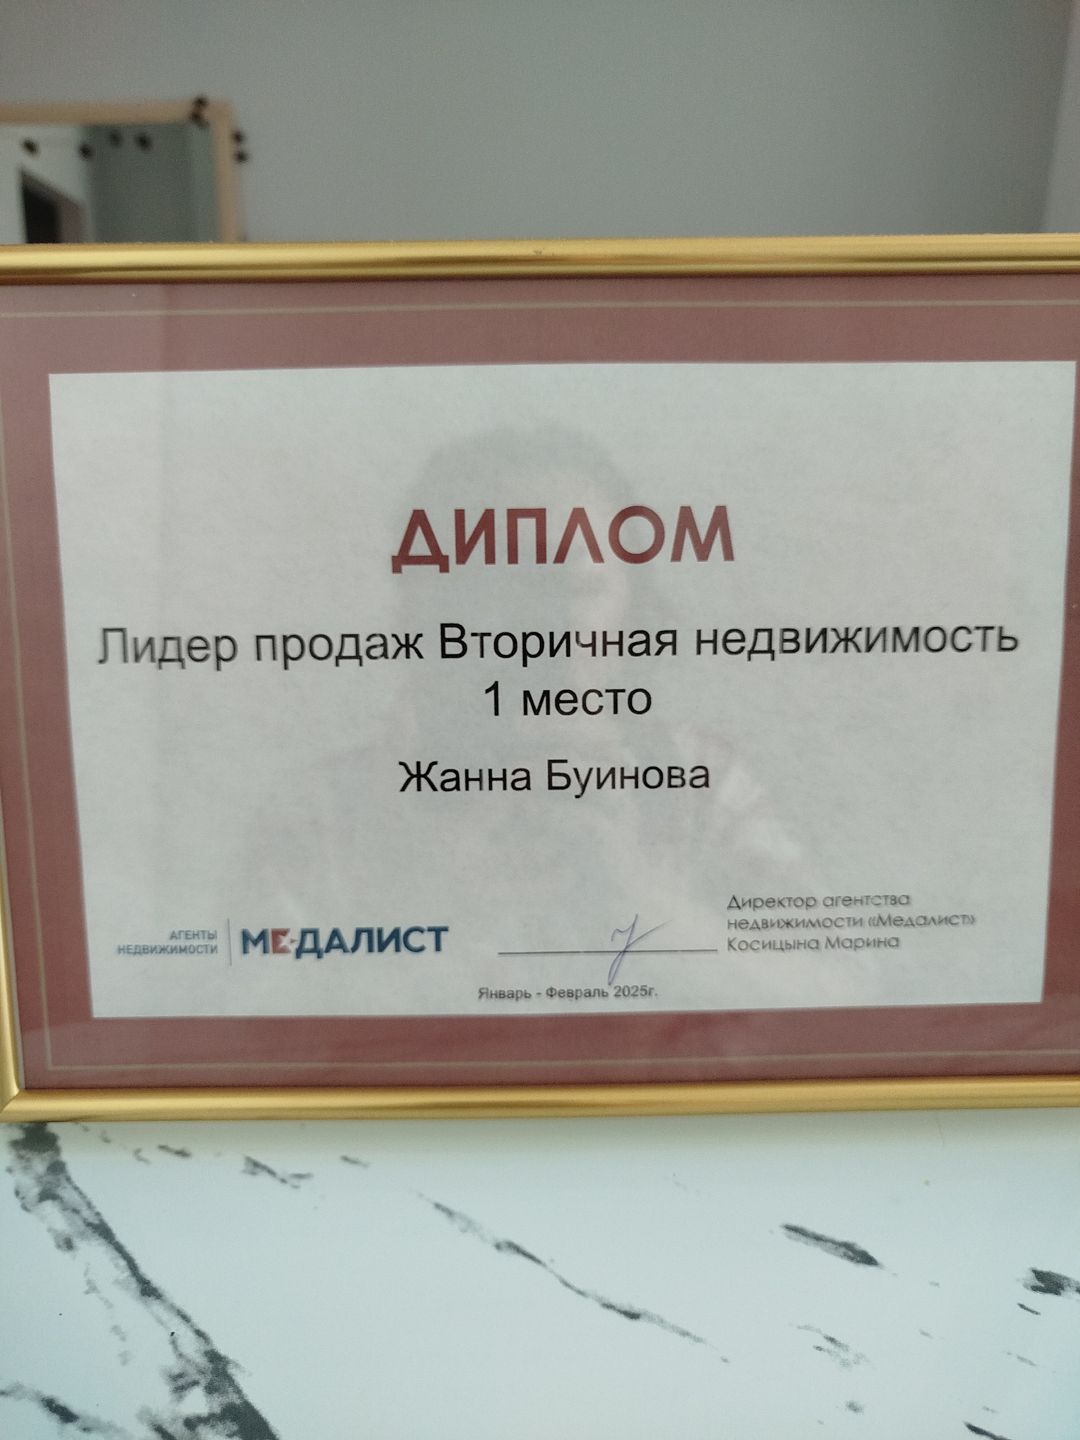 ДИПЛОМ
Лидер продаж Вторичная недвижимость
1 место
Жанна Буинова
АГЕНТЫ
НЕДВИЖИМОСТИ
МЕДАЛИСТ
Директор агентства
недвижимости «Медалист»
Косицына Марина
Январь - Февраль 2025г.